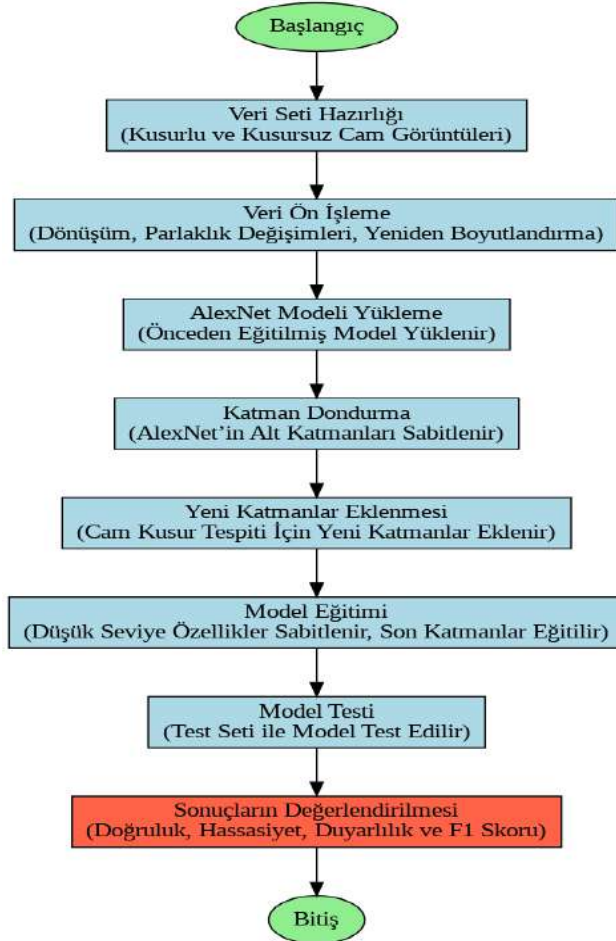 Başlangıç
Veri Seti Hazırlığı
(Kusurlu ve Kusursuz Cam Görüntüleri)
Veri Ön İşleme
(Dönüşüm, Parlaklık Değişimleri, Yeniden Boyutlandırma)
AlexNet Modeli Yükleme
(Önceden Eğitilmiş Model Yüklenir)
Katman Dondurma
(AlexNet’in Alt Katmanları Sabitlenir)
Yeni Katmanlar Eklenmesi
(Cam Kusur Tespiti İçin Yeni Katmanlar Eklenir)
Model Eğitimi
(Düşük Seviye Özellikler Sabitlenir, Son Katmanlar Eğitilir)
Model Testi
(Test Seti ile Model Test Edilir)
Sonuçların Değerlendirilmesi
(Doğruluk, Hassasiyet, Duyarlılık ve F1 Skoru)
Bitiş